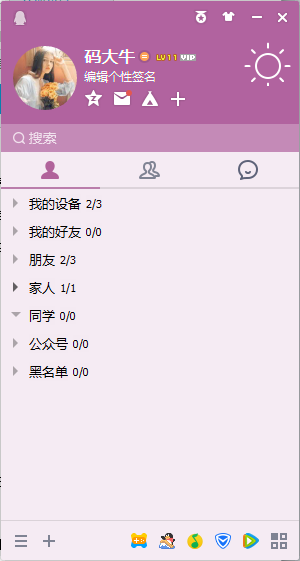 码大牛 LV11 VIP
编辑个性签名
搜索
我的设备 2/3
我的好友 0/0
朋友 2/3
家人 1/1
同学 0/0
公众号 0/0
黑名单 0/0